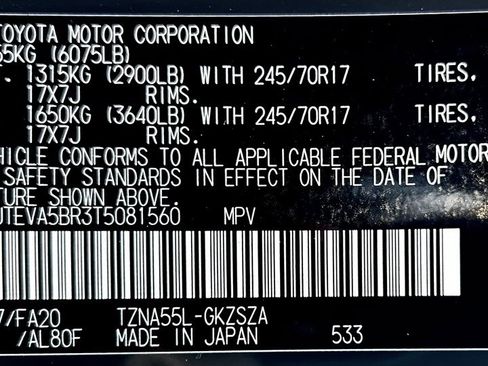 TOYOTA MOTOR CORPORATION
55KG (6075LB)
T. 1315KG (2900LB) WITH 245/70R17 TIRES,
17X7J RIMS.
1650KG (3640LB) WITH 245/70R17 TIRES,
17X7J RIMS.
HICLE CONFORMS TO ALL APPLICABLE FEDERAL MOTOR
SAFETY STANDARDS IN EFFECT ON THE DATE OF
TURE SHOWN ABOVE.
JTEVA5BR3T5081560 MPV
7/FA20 TZNA55L-GKZSZA
/AL80F MADE IN JAPAN 533